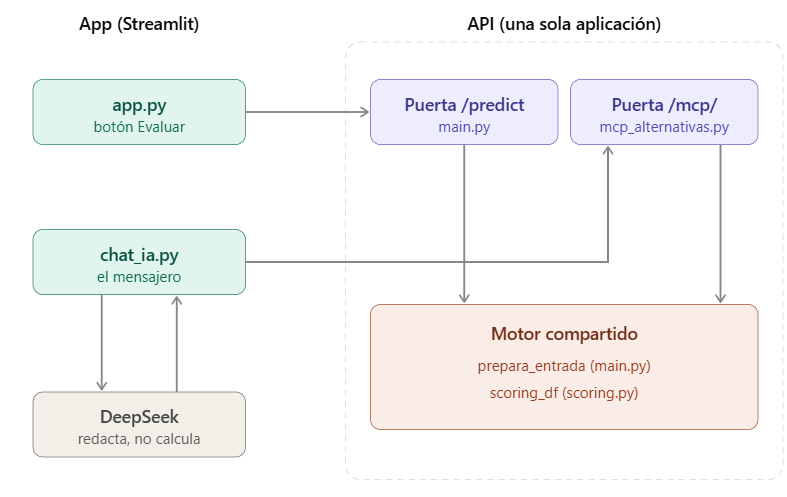 App (Streamlit)
API (una sola aplicación)
app.py
botón Evaluar
Puerta /predict
main.py
Puerta /mcp/
mcp_alternativas.py
chat_ia.py
el mensajero
Motor compartido
prepara_entrada (main.py)
scoring_df (scoring.py)
DeepSeek
redacta, no calcula